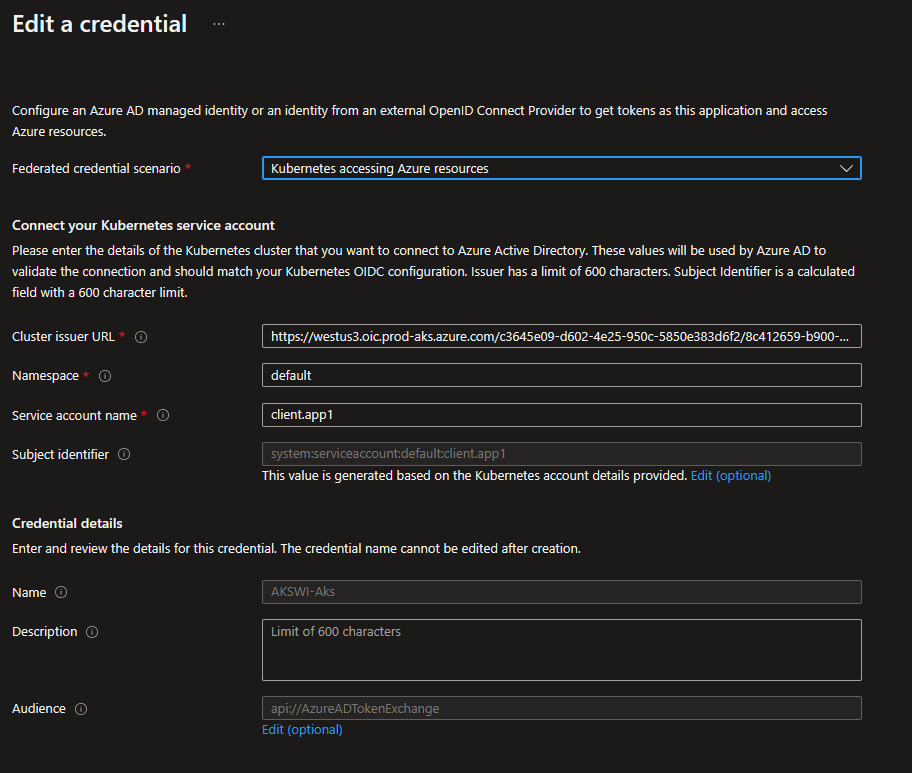 Edit a credential ...
Configure an Azure AD managed identity or an identity from an external OpenID Connect Provider to get tokens as this application and access
Azure resources.
Federated credential scenario * Kubernetes accessing Azure resources
Connect your Kubernetes service account
Please enter the details of the Kubernetes cluster that you want to connect to Azure Active Directory. These values will be used by Azure AD to
validate the connection and should match your Kubernetes OIDC configuration. Issuer has a limit of 600 characters. Subject Identifier is a calculated
field with a 600 character limit.
Cluster issuer URL * https://westus3.oic.prod-aks.azure.com/c3645e09-d602-4e25-950c-5850e383d6f2/8c412659-b900-...
Namespace * default
Service account name * client.app1
Subject identifier system:serviceaccount:default:client.app1
This value is generated based on the Kubernetes account details provided. Edit (optional)
Credential details
Enter and review the details for this credential. The credential name cannot be edited after creation.
Name AKSWI-Aks
Description Limit of 600 characters
Audience api://AzureADTokenExchange
Edit (optional)